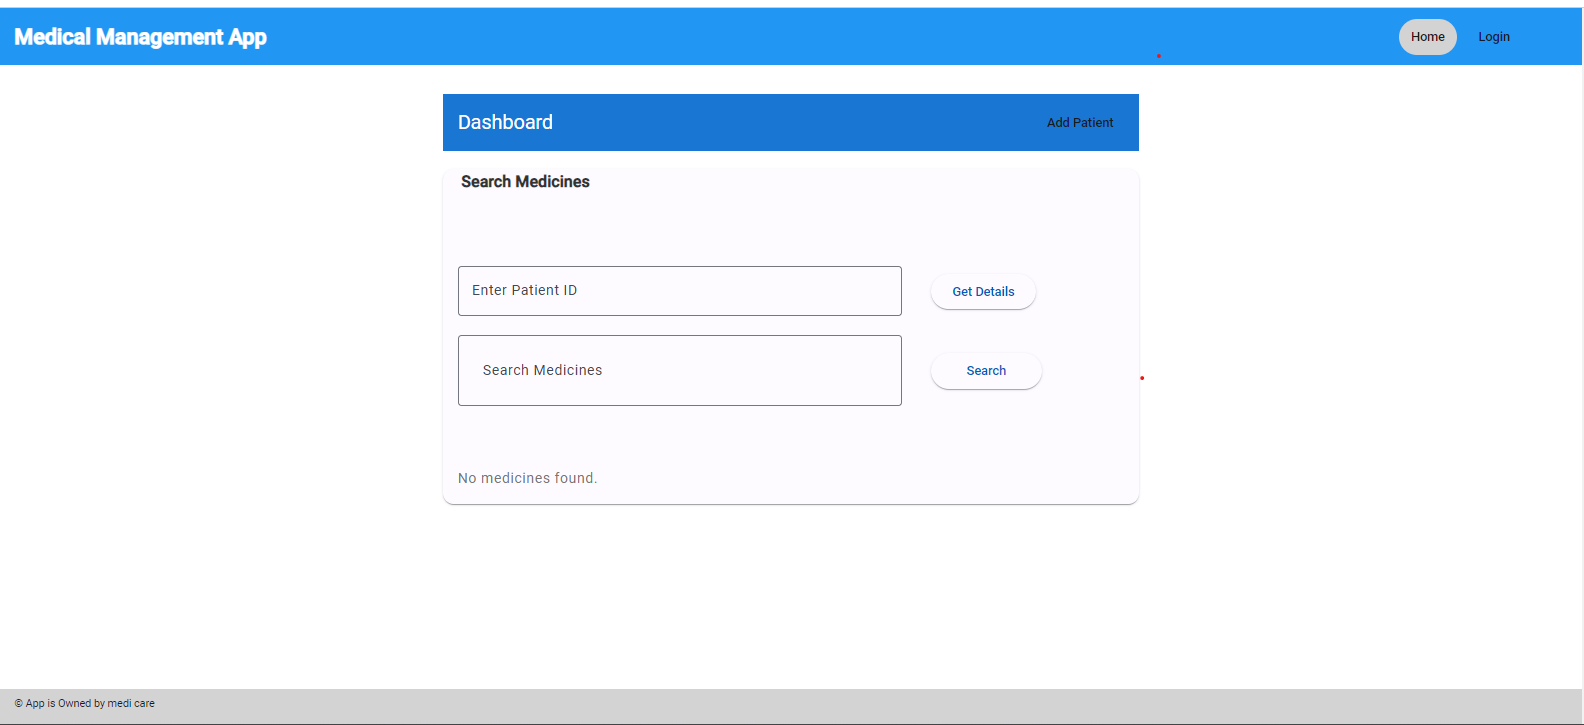 Medical Management App
Home
Login
Dashboard
Add Patient
Search Medicines
Enter Patient ID
Get Details
Search Medicines
Search
No medicines found.
© App is Owned by medi care